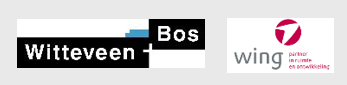 Witteveen + Bos
wing
partner
in ruimte
en ontwikkeling